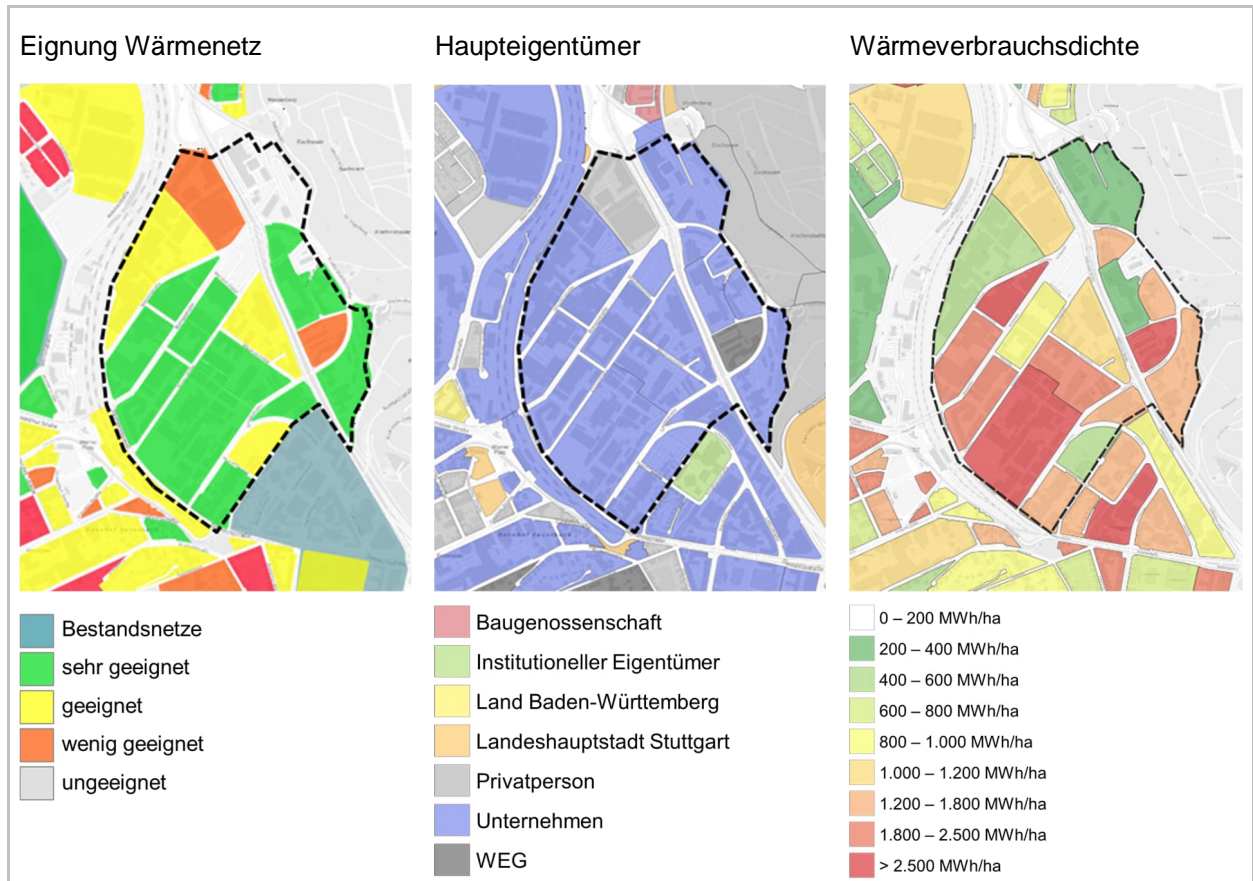 Eignung Wärmenetz
Haupteigentümer
Wärmeverbrauchsdichte
Bestandsnetze
sehr geeignet
geeignet
wenig geeignet
ungeeignet
Baugenossenschaft
Institutioneller Eigentümer
Land Baden-Württemberg
Landeshauptstadt Stuttgart
Privatperson
Unternehmen
WEG
0 – 200 MWh/ha
200 – 400 MWh/ha
400 – 600 MWh/ha
600 – 800 MWh/ha
800 – 1.000 MWh/ha
1.000 – 1.200 MWh/ha
1.200 – 1.800 MWh/ha
1.800 – 2.500 MWh/ha
> 2.500 MWh/ha